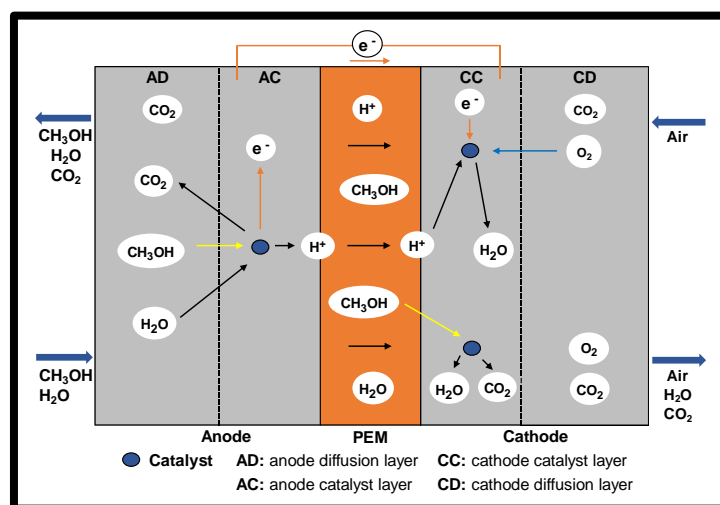 e -
AD
AC
CC
CD
CO2
H+
e -
CO2
CH3OH
H2O
CO2
Air
e -
O2
CO2
CH3OH
CH3OH
H+
H+
H2O
CH3OH
H2O
O2
CH3OH
H2O
H2O
H2O
CO2
CO2
Air
H2O
CO2
Anode
PEM
Cathode
Catalyst
AD: anode diffusion layer
CC: cathode catalyst layer
AC: anode catalyst layer
CD: cathode diffusion layer